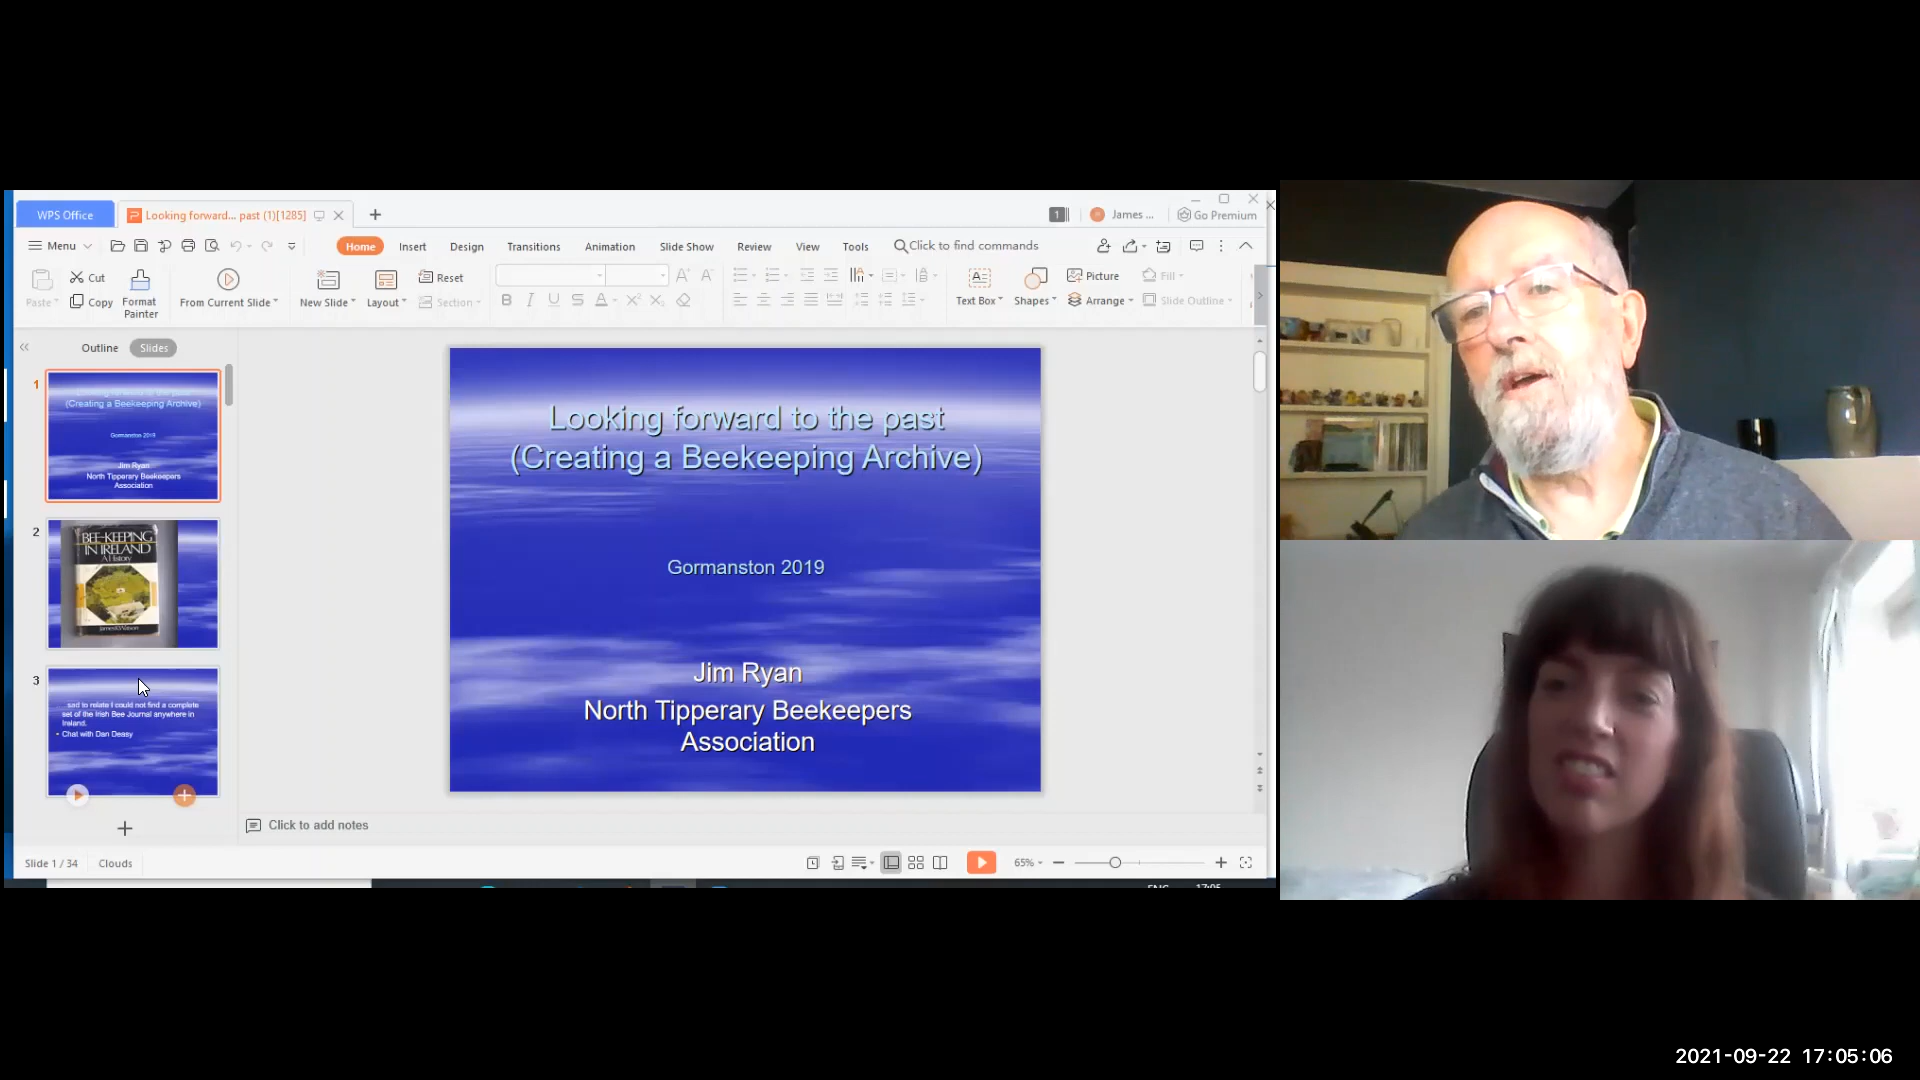 WPS Office
Looking forward... past (1)[1285]
1
James ...
Go Premium
Menu
Home
Insert
Design
Transitions
Animation
Slide Show
Review
View
Tools
Click to find commands
Paste
Cut
Copy
Format
Painter
From Current Slide
New Slide
Layout
Reset
Section
Text Box
Shapes
Picture
Arrange
Fill
Slide Outline
Outline
Slides
1
(Creating a Beekeeping Archive)
Gormanston 2019
Jim Ryan
North Tipperary Beekeepers
Association
2
BEE-KEEPING
IN IRELAND
A History
3
sad to relate I could not find a complete
set of the Irish Bee Journal anywhere in
Ireland.
• Chat with Dan Deasy
Looking forward to the past
(Creating a Beekeeping Archive)
Gormanston 2019
Jim Ryan
North Tipperary Beekeepers
Association
Click to add notes
Slide 1 / 34
Clouds
65%
2021-09-22 17:05:06